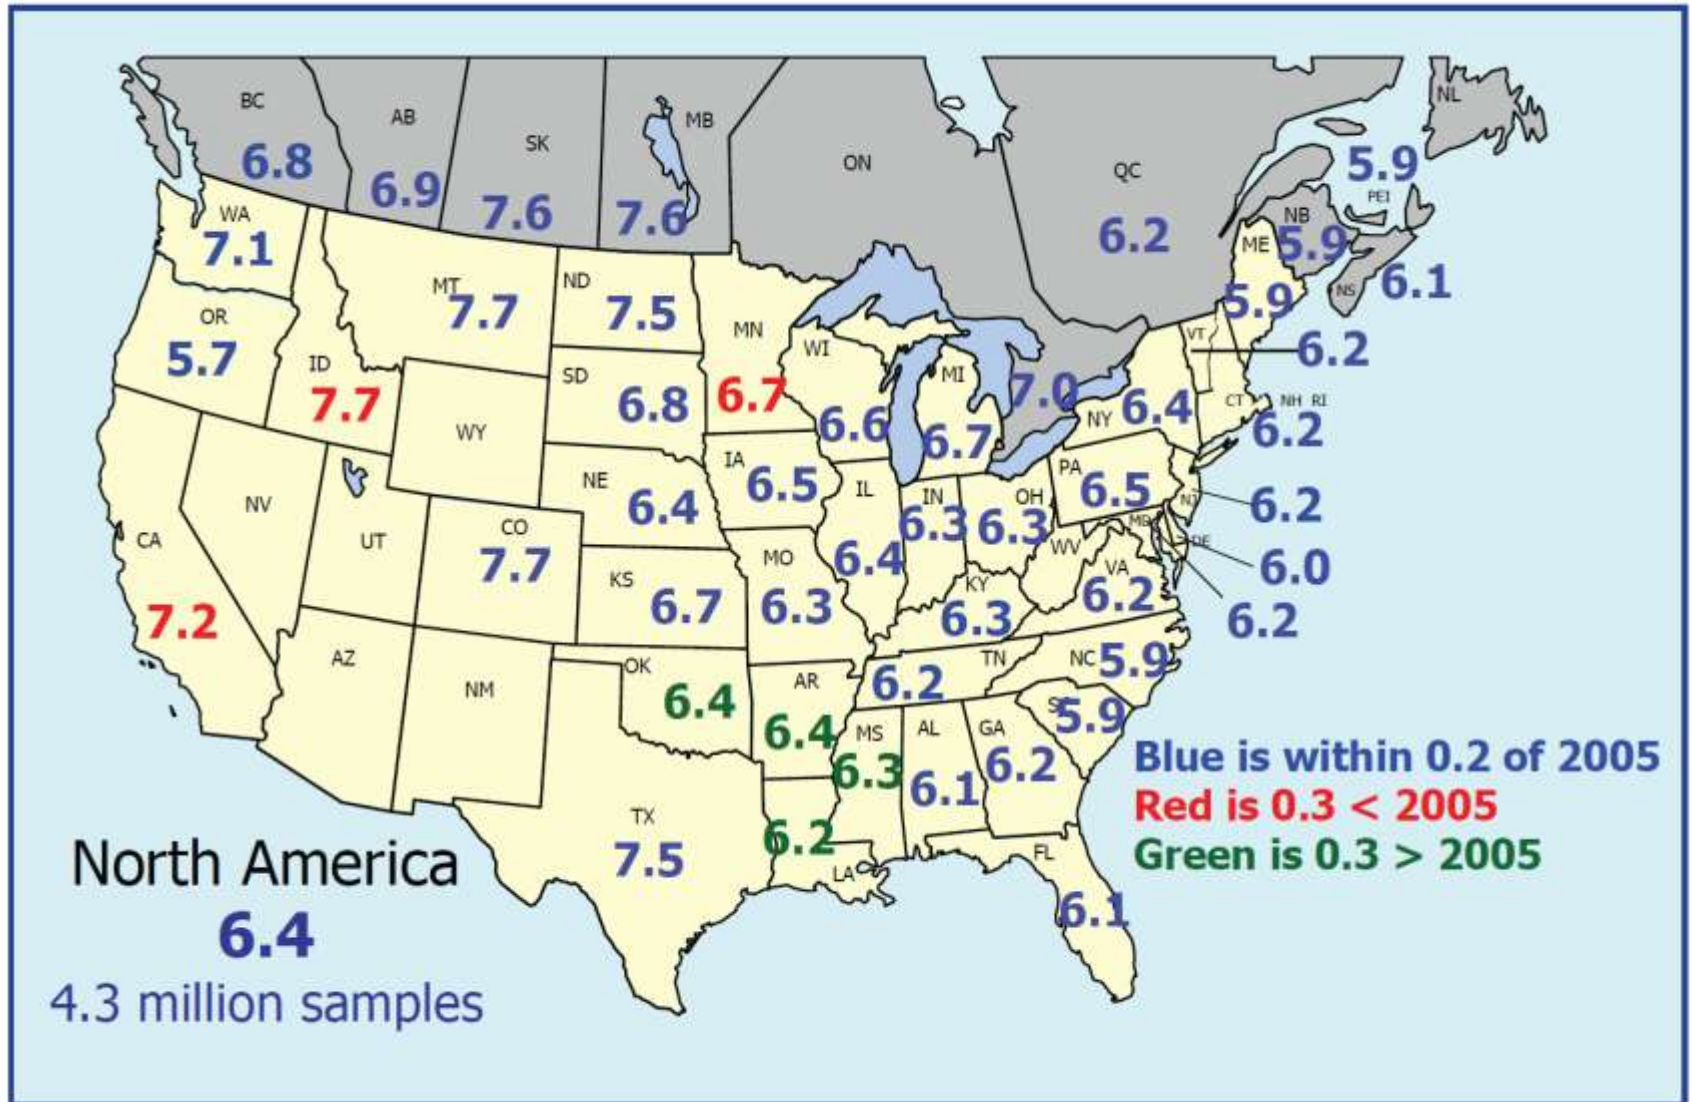 BC
6.8
AB
6.9
SK
7.6
MB
7.6
ON
7.0
QC
6.2
NL
5.9
PEI
NB
5.9
NS
6.1
WA
7.1
OR
5.7
ID
7.7
MT
7.7
ND
7.5
SD
6.8
MN
6.7
WI
6.6
MI
6.7
NY
6.4
VT
6.2
ME
5.9
CT
NH RI
6.2
WY
NE
6.4
IA
6.5
IL
6.4
IN
6.3
OH
6.3
PA
6.5
NJ
6.2
MD
DE
6.0
6.2
CA
7.2
NV
UT
CO
7.7
KS
6.7
MO
6.3
KY
6.3
WV
VA
6.2
AZ
NM
OK
6.4
AR
6.4
TN
6.2
NC
5.9
5.9
TX
7.5
LA
6.2
MS
6.3
AL
6.1
GA
6.2
FL
6.1
Blue is within 0.2 of 2005
Red is 0.3 < 2005
Green is 0.3 > 2005
North America
6.4
4.3 million samples